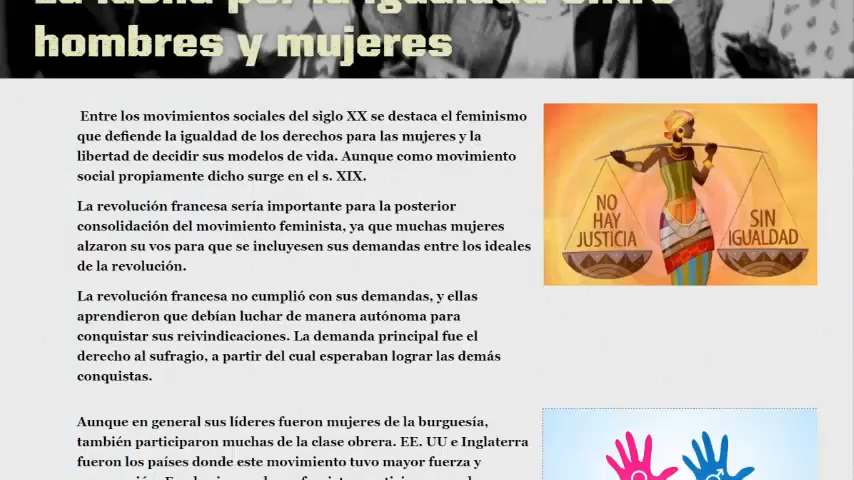 La lucha por la igualdad entre
hombres y mujeres
Entre los movimientos sociales del siglo XX se destaca el feminismo
que defiende la igualdad de los derechos para las mujeres y la
libertad de decidir sus modelos de vida. Aunque como movimiento
social propiamente dicho surge en el s. XIX.
La revolución francesa sería importante para la posterior
consolidación del movimiento feminista, ya que muchas mujeres
alzaron su vos para que se incluyesen sus demandas entre los ideales
de la revolución.
La revolución francesa no cumplió con sus demandas, y ellas
aprendieron que debían luchar de manera autónoma para
conquistar sus reivindicaciones. La demanda principal fue el
derecho al sufragio, a partir del cual esperaban lograr las demás
conquistas.
NO
HAY
JUSTICIA
SIN
IGUALDAD
Aunque en general sus líderes fueron mujeres de la burguesía,
también participaron muchas de la clase obrera. EE. UU e Inglaterra
fueron los países donde este movimiento tuvo mayor fuerza y